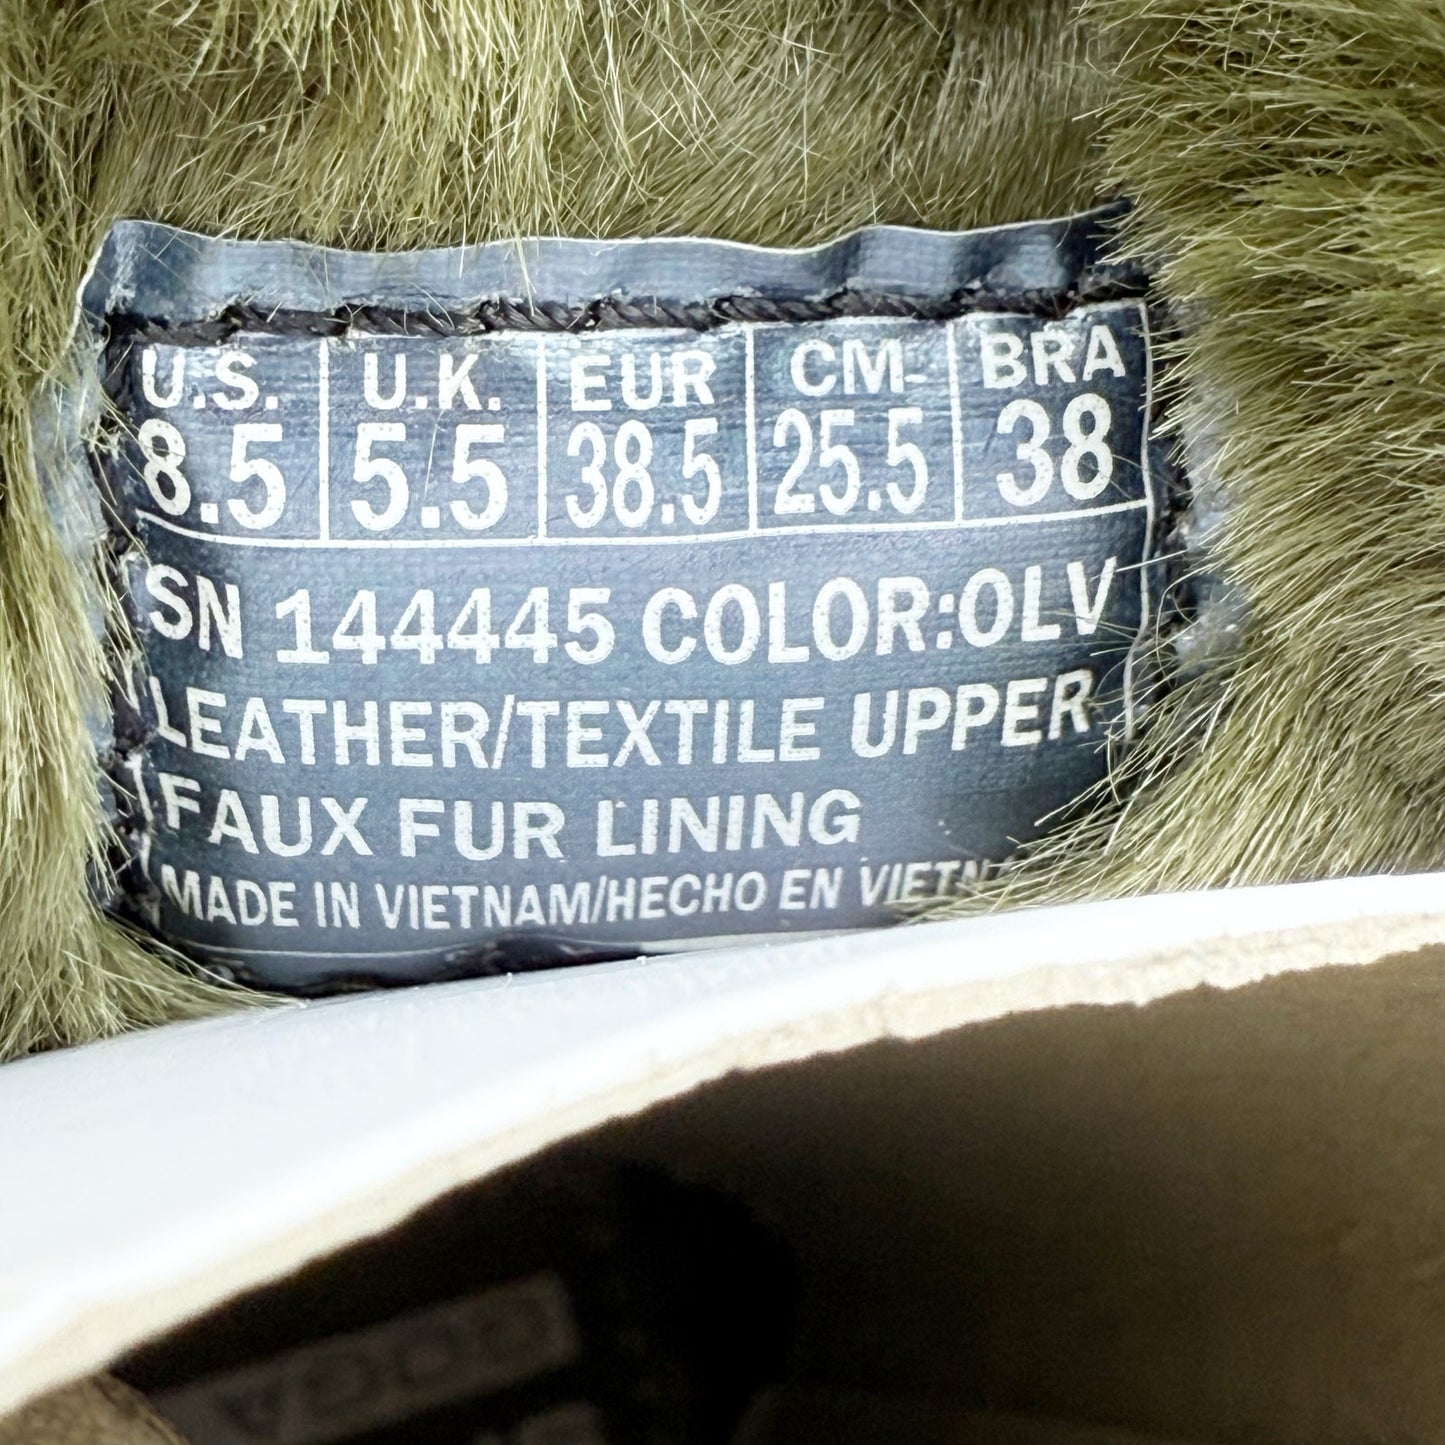 U.S. U.K. EUR CM- BRA
8.5 5.5 38.5 25.5 38
SN 144445 COLOR:OLV
LEATHER/TEXTILE UPPER
FAUX FUR LINING
MADE IN VIETNAM/HECHO EN